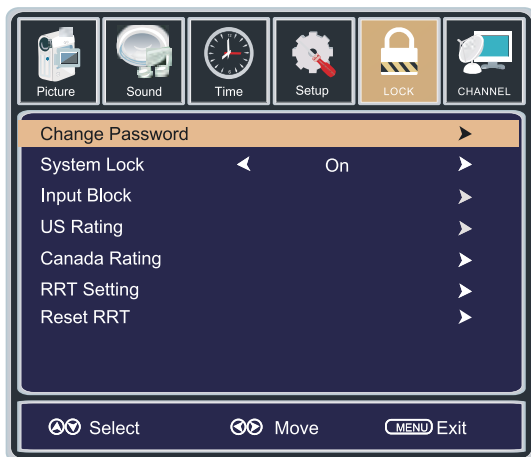 Picture Sound Time Setup LOCK CHANNEL
Change Password
System Lock On
Input Block
US Rating
Canada Rating
RRT Setting
Reset RRT
Select Move MENU Exit